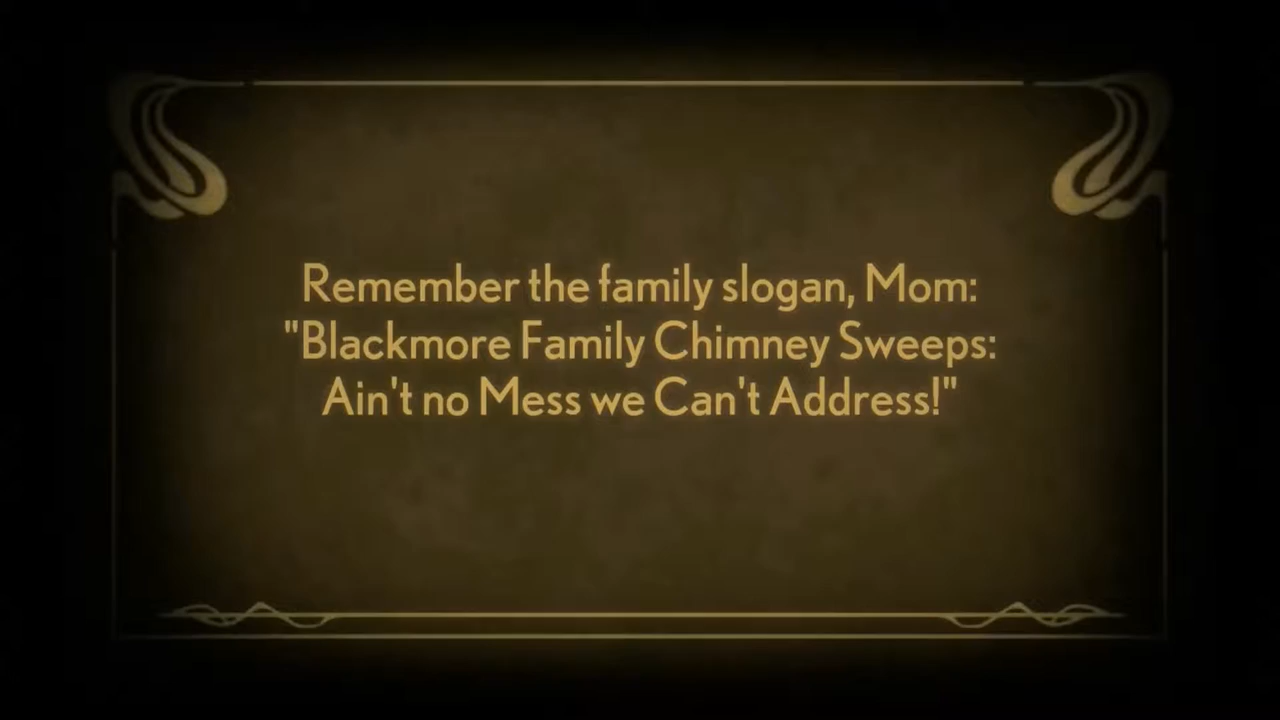 Remember the family slogan, Mom:
"Blackmore Family Chimney Sweeps:
Ain't no Mess we Can't Address!"